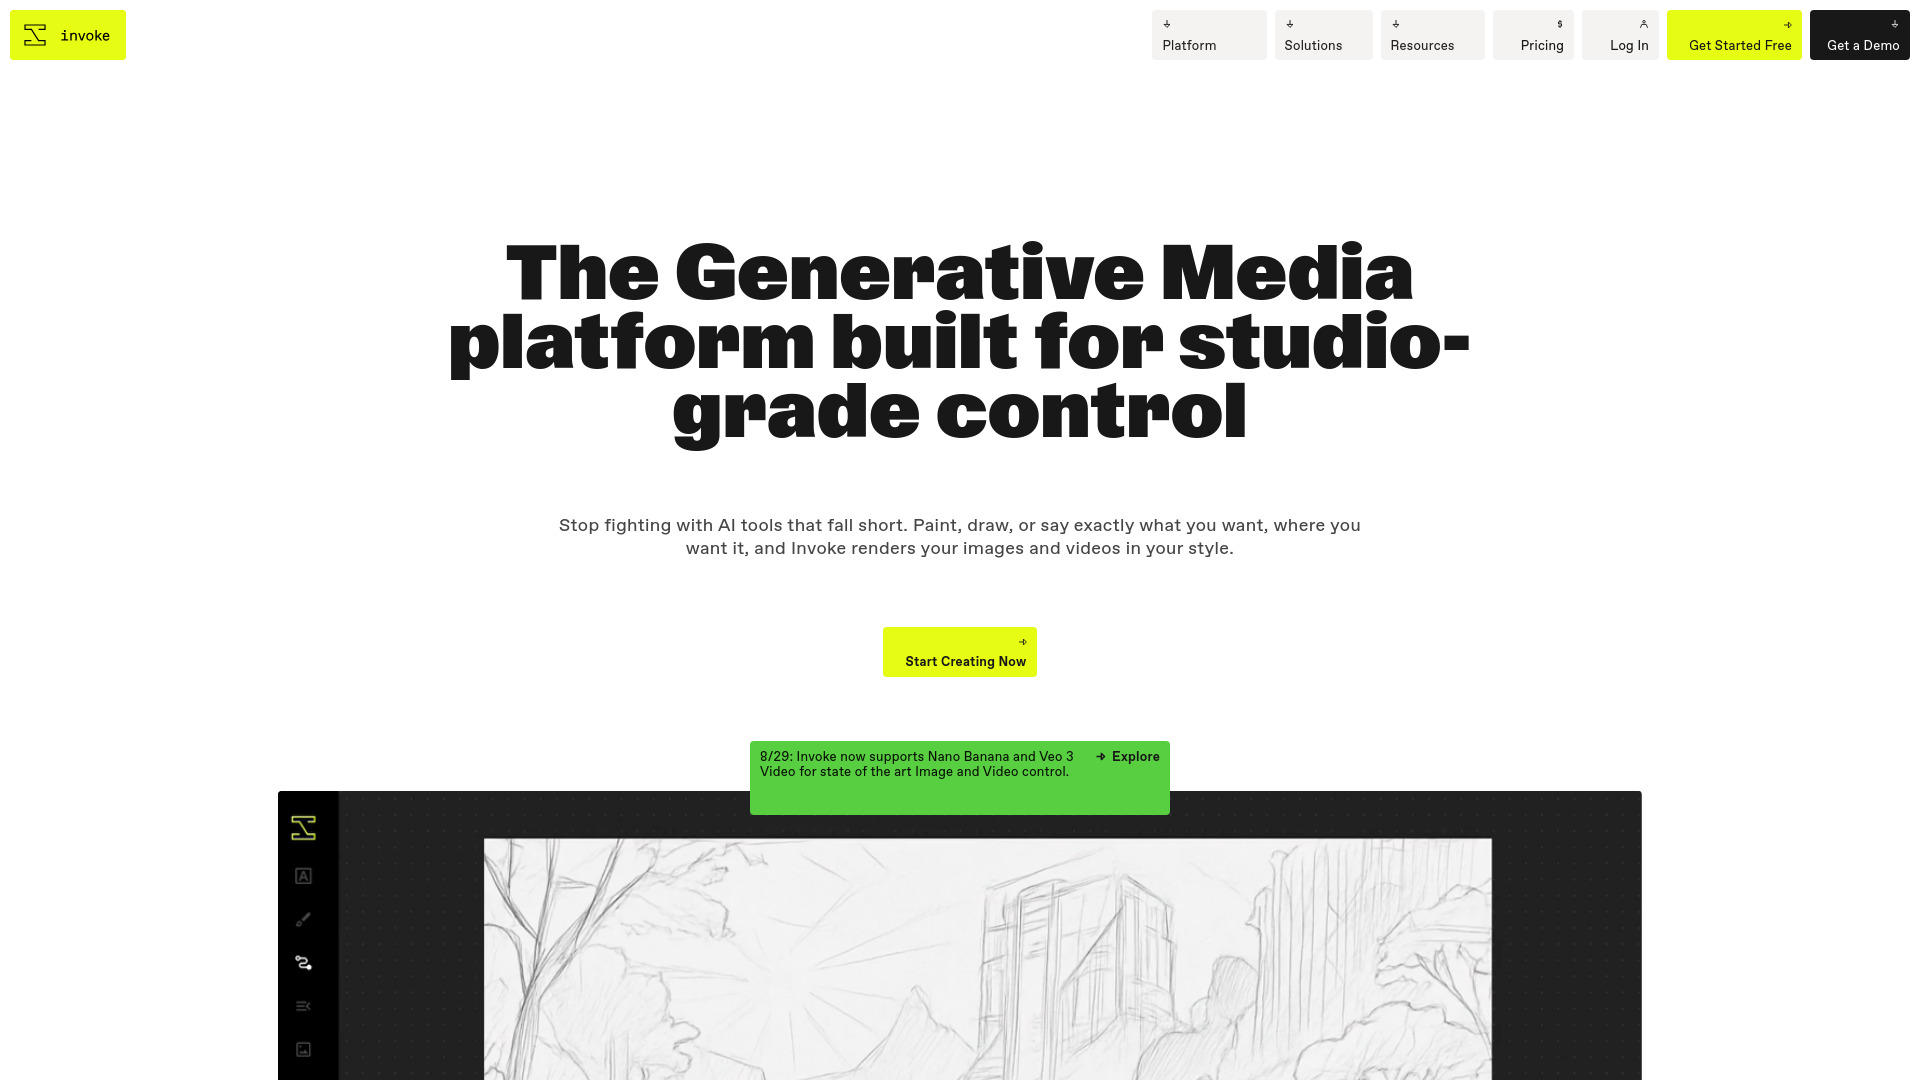 invoke
Platform
Solutions
Resources
$
Pricing
Log In
Get Started Free
Get a Demo
The Generative Media
platform built for studio-
grade control
Stop fighting with AI tools that fall short. Paint, draw, or say exactly what you want, where you
want it, and Invoke renders your images and videos in your style.
Start Creating Now
8/29: Invoke now supports Nano Banana and Veo 3
Video for state of the art Image and Video control.
Explore
A